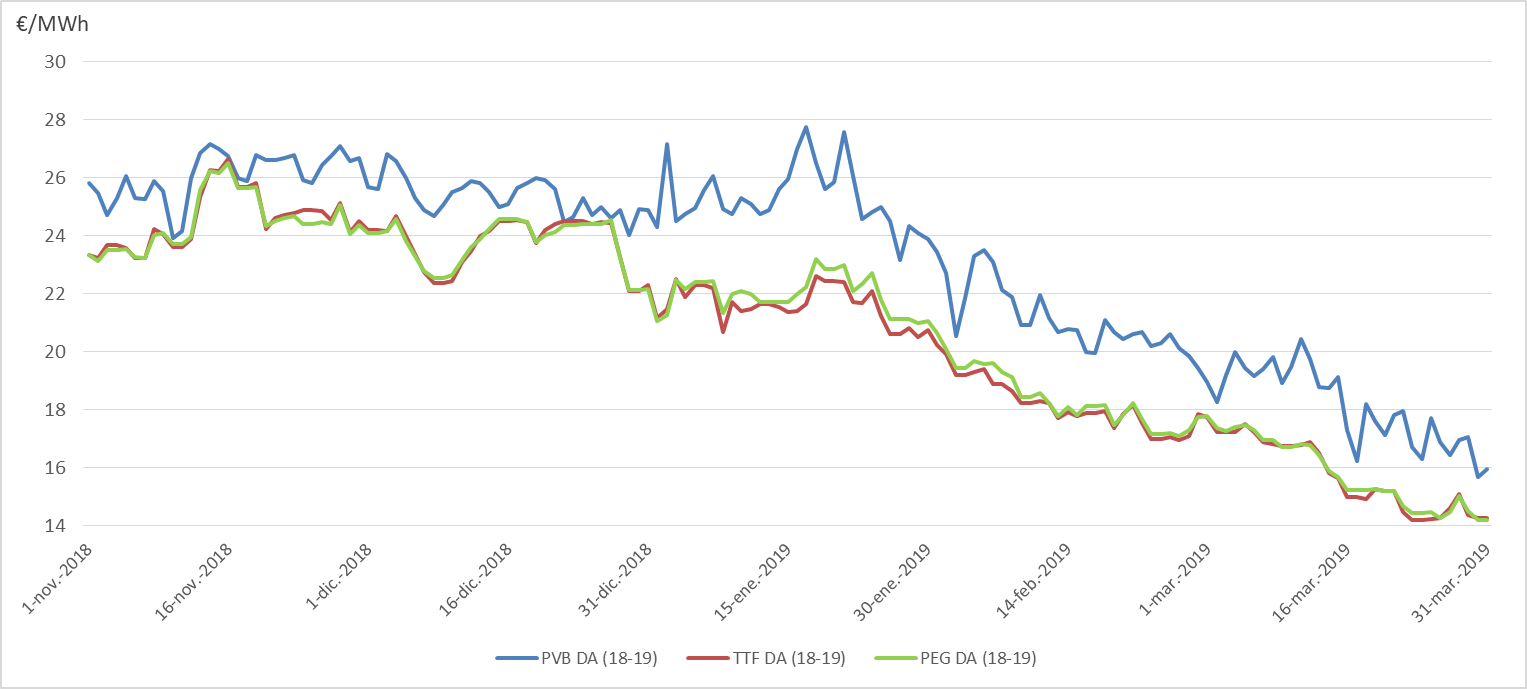 €/MWh
30
28
26
24
22
20
18
16
14
1-nov.-2018
16-nov.-2018
1-dic.-2018
16-dic.-2018
31-dic.-2018
15-ene.-2019
30-ene.-2019
14-feb.-2019
1-mar.-2019
16-mar.-2019
31-mar.-2019
PVB DA (18-19) TTF DA (18-19) PEG DA (18-19)